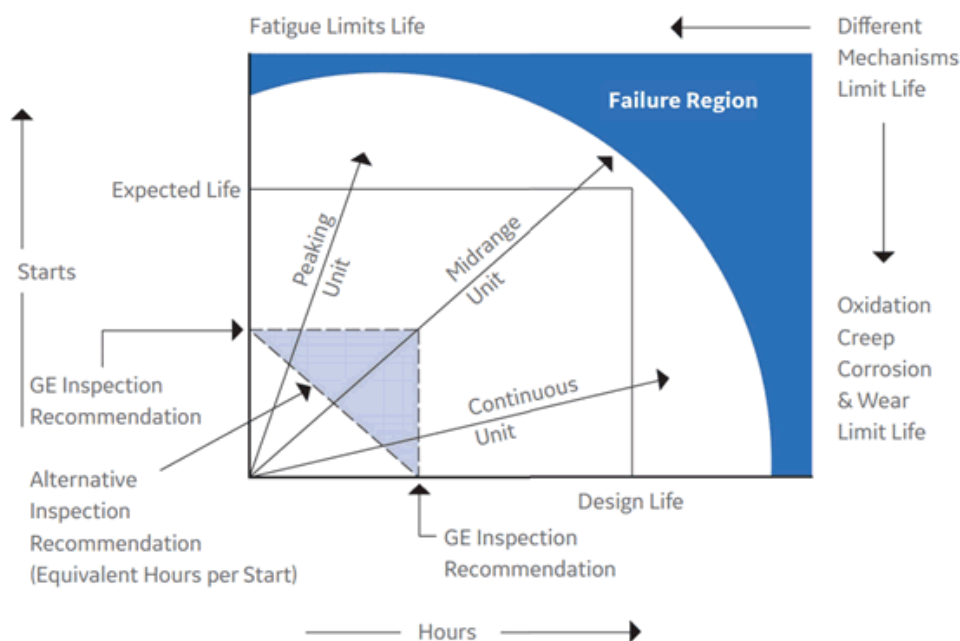 Fatigue Limits Life
Different
Mechanisms
Limit Life
Failure Region
Expected Life
Peaking
Unit
Midrange
Unit
Starts
Oxidation
Creep
Corrosion
& Wear
Limit Life
GE Inspection
Recommendation
Continuous
Unit
Alternative
Inspection
Recommendation
(Equivalent Hours per Start)
Design Life
GE Inspection
Recommendation
Hours